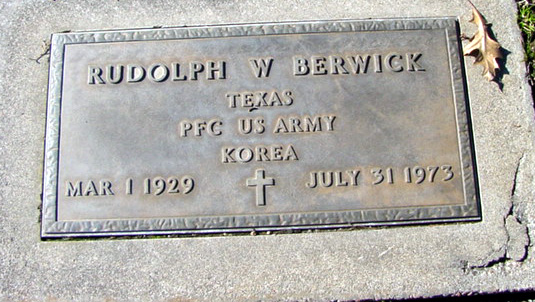 RUDOLPH W BERWICK
TEXAS
PFC US ARMY
KOREA
MAR 1 1929 JULY 31 1973